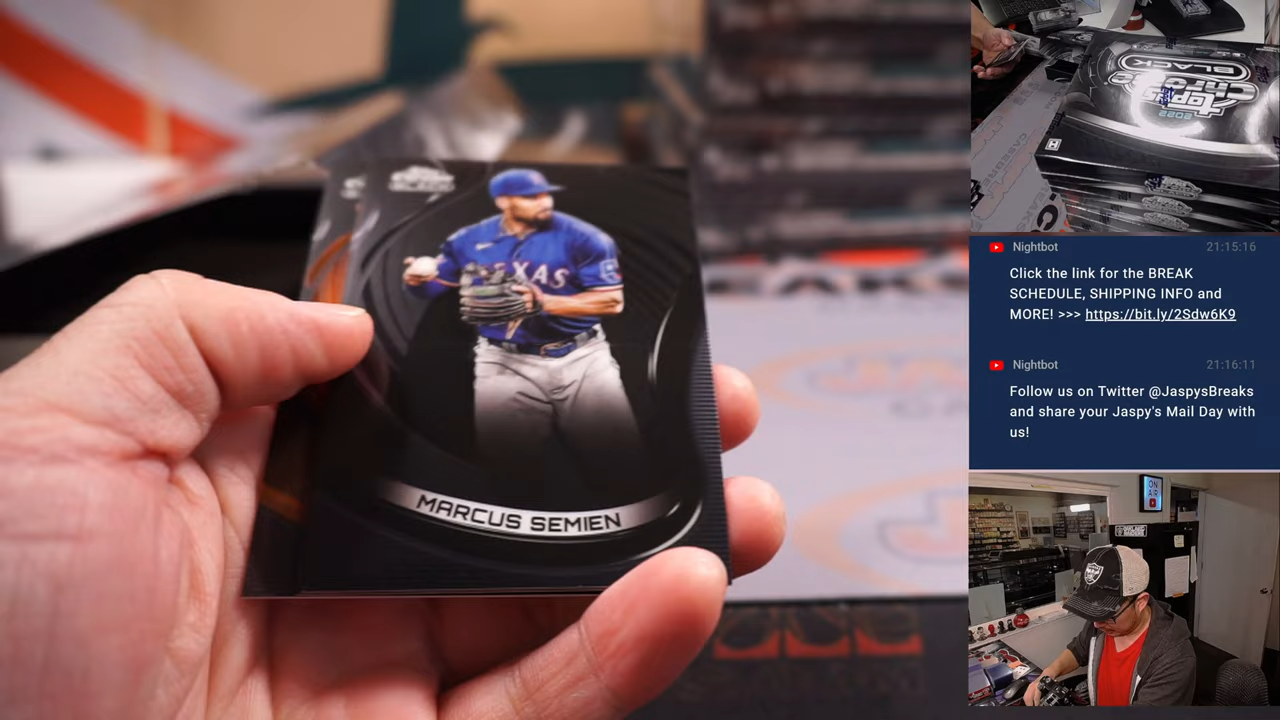 TEXAS
MARCUS SEMIEN
2022
topps
CHROME
BLACK
Nightbot 21:15:16
Click the link for the BREAK
SCHEDULE, SHIPPING INFO and
MORE! >>> https://bit.ly/2Sdw6K9
Nightbot 21:16:11
Follow us on Twitter @JaspysBreaks
and share your Jaspy's Mail Day with
us!
ON
AIR